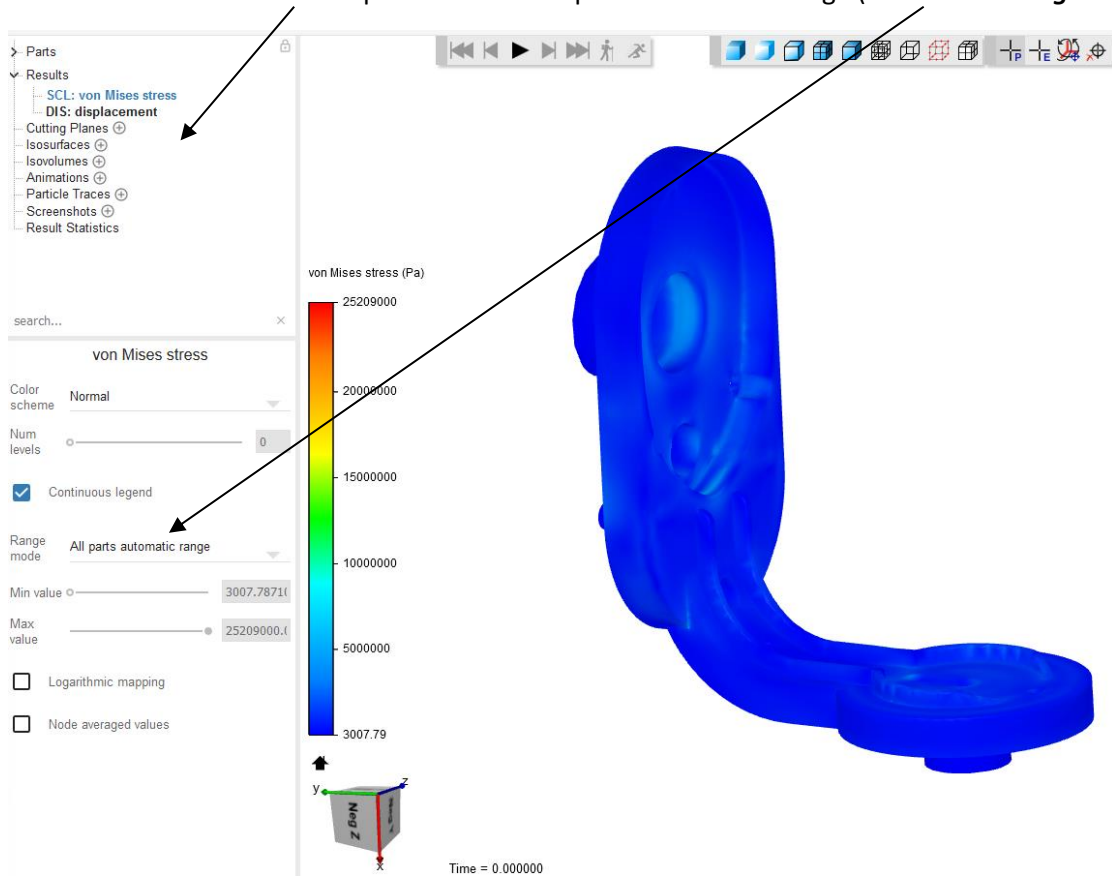 Parts
Results
SCL: von Mises stress
DIS: displacement
Cutting Planes
Isosurfaces
Isovolumes
Animations
Particle Traces
Screenshots
Result Statistics
search...
von Mises stress
Color scheme Normal
Num levels 0
Continuous legend
Range mode All parts automatic range
Min value 3007.7871
Max value 25209000.
Logarithmic mapping
Node averaged values
P
E
von Mises stress (Pa)
25209000
20000000
15000000
10000000
5000000
3007.79
y
z
Neg Z
x
Time = 0.000000